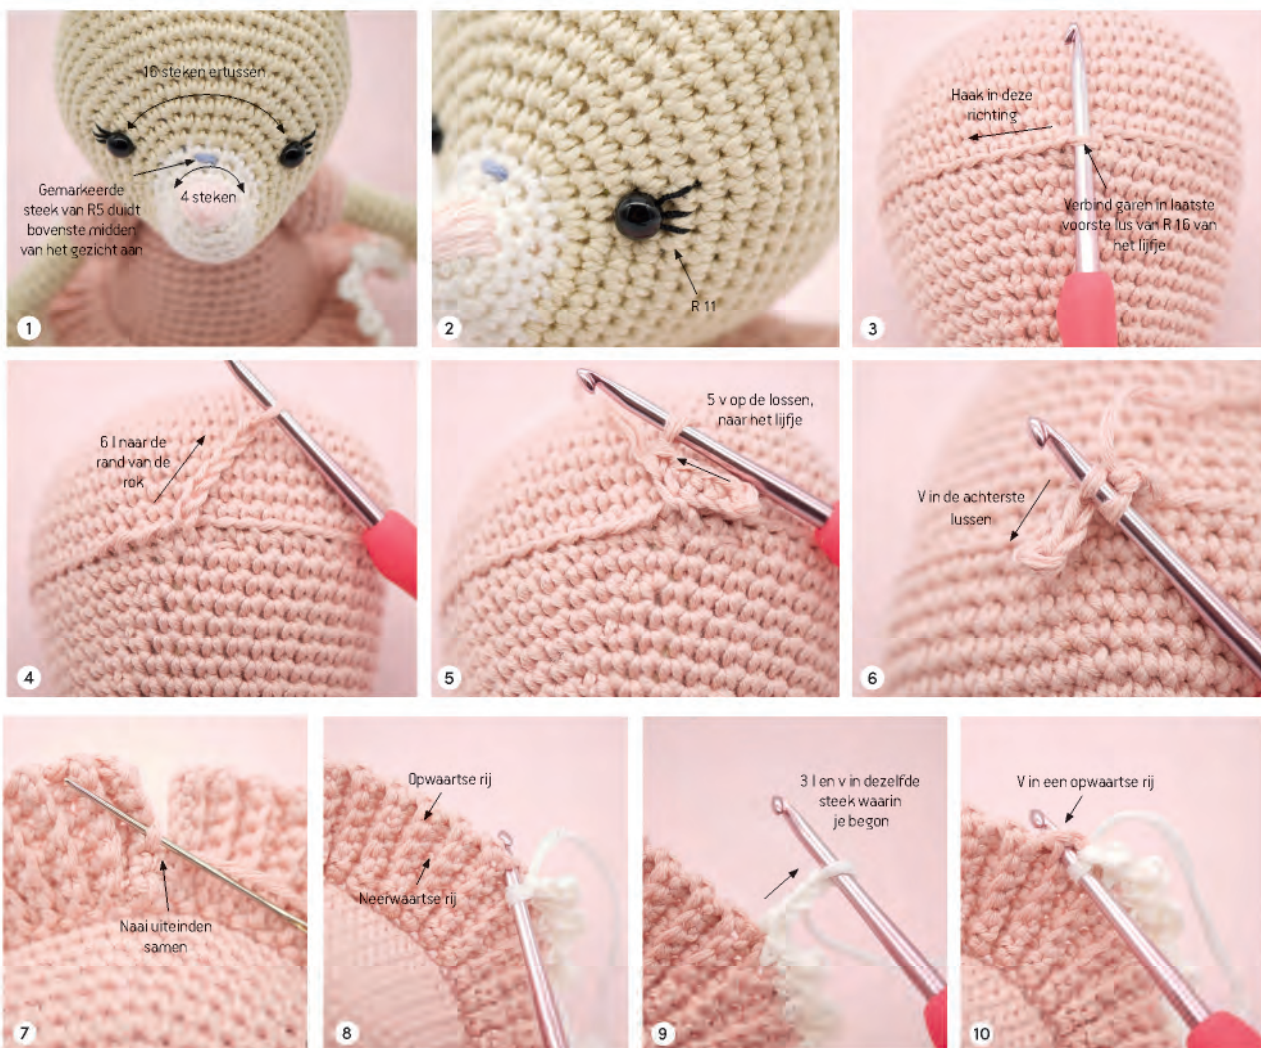 16 steken ertussen
Gemarkeerde
steek van R5 duidt
bovenste midden
van het gezicht aan
4 steken
1
R 11
2
Haak in deze
richting
Verbind garen in laatste
voorste lus van R 16 van
het lijfje
3
6 l naar de
rand van de
rok
4
5 v op de lossen,
naar het lijfje
5
V in de achterste
lussen
6
Naai uiteinden
samen
7
Opwaartse rij
Neerwaartse rij
8
3 l en v in dezelfde
steek waarin
je begon
9
V in een opwaartse rij
10